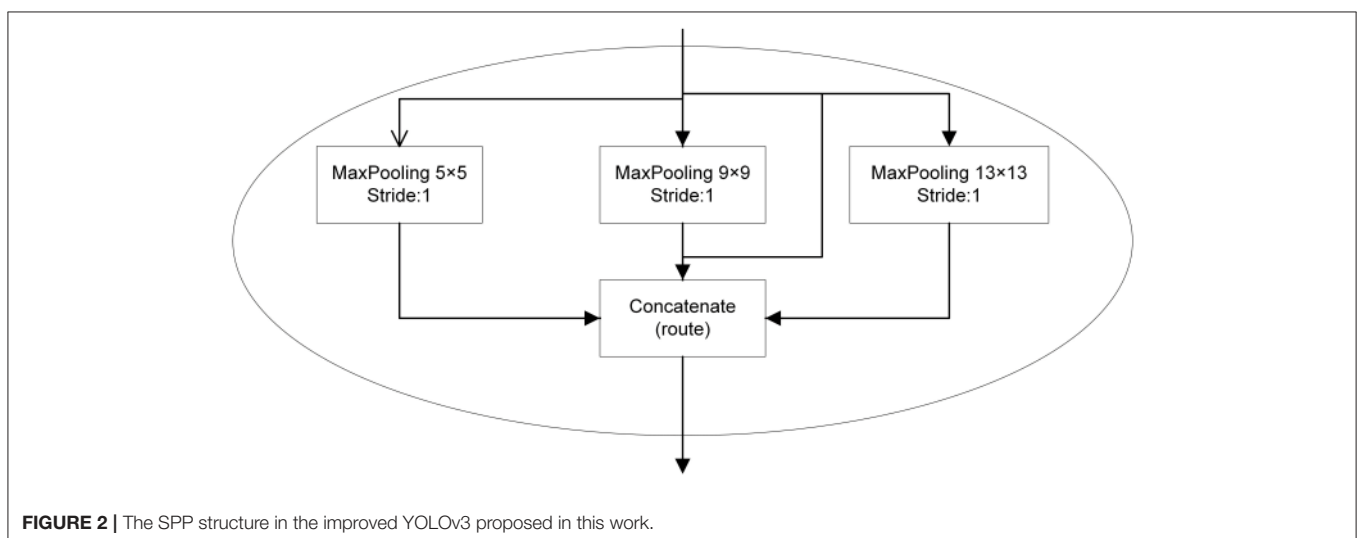 MaxPooling 5×5
Stride:1
MaxPooling 9×9
Stride:1
MaxPooling 13×13
Stride:1
Concatenate
(route)
FIGURE 2 | The SPP structure in the improved YOLOv3 proposed in this work.